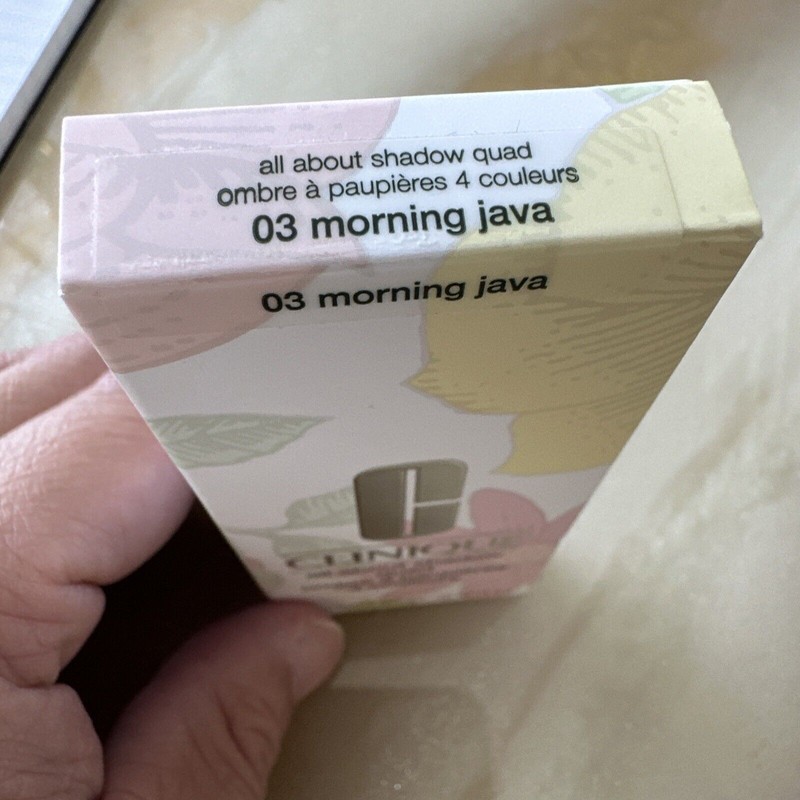 all about shadow quad
ombre à paupières 4 couleurs
03 morning java
03 morning java
CLINIQUE